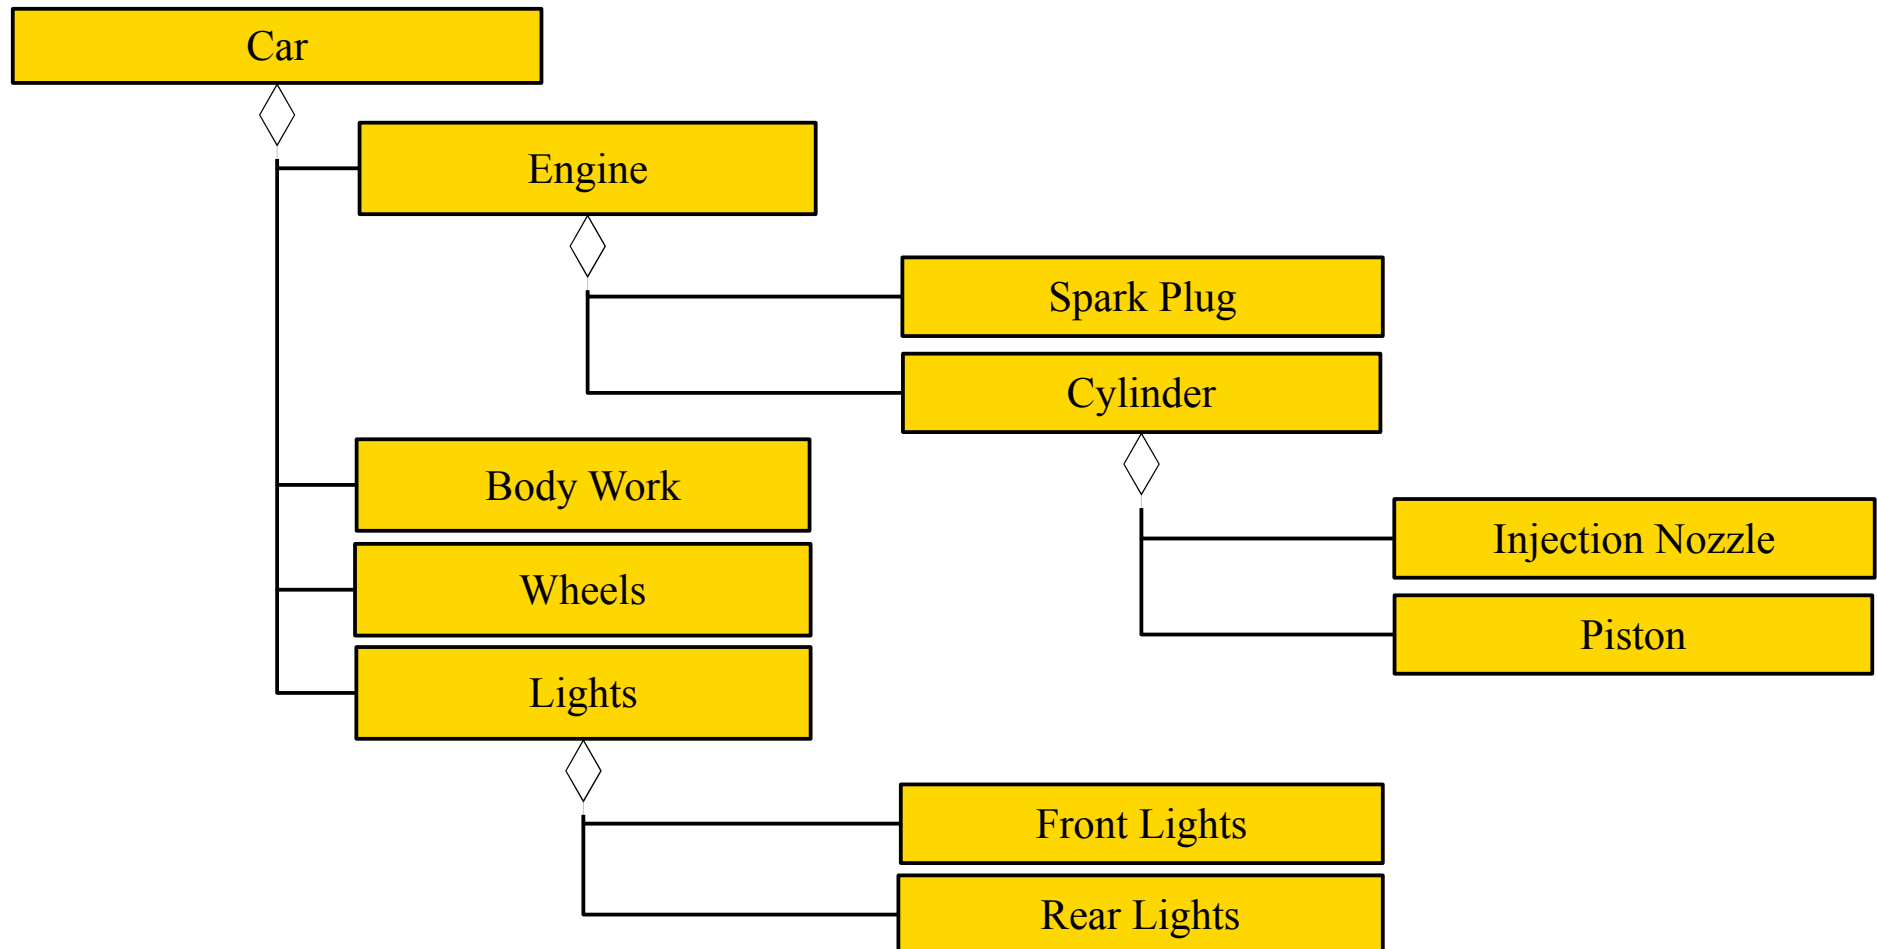 Car
Engine
Spark Plug
Cylinder
Body Work
Injection Nozzle
Wheels
Piston
Lights
Front Lights
Rear Lights